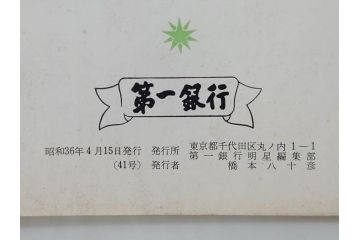 第一銀行
昭和36年4月15日発行 発行所 東京都千代田区丸ノ内1-1
第一銀行明星編集部
(41号) 発行者 橋本八十彦